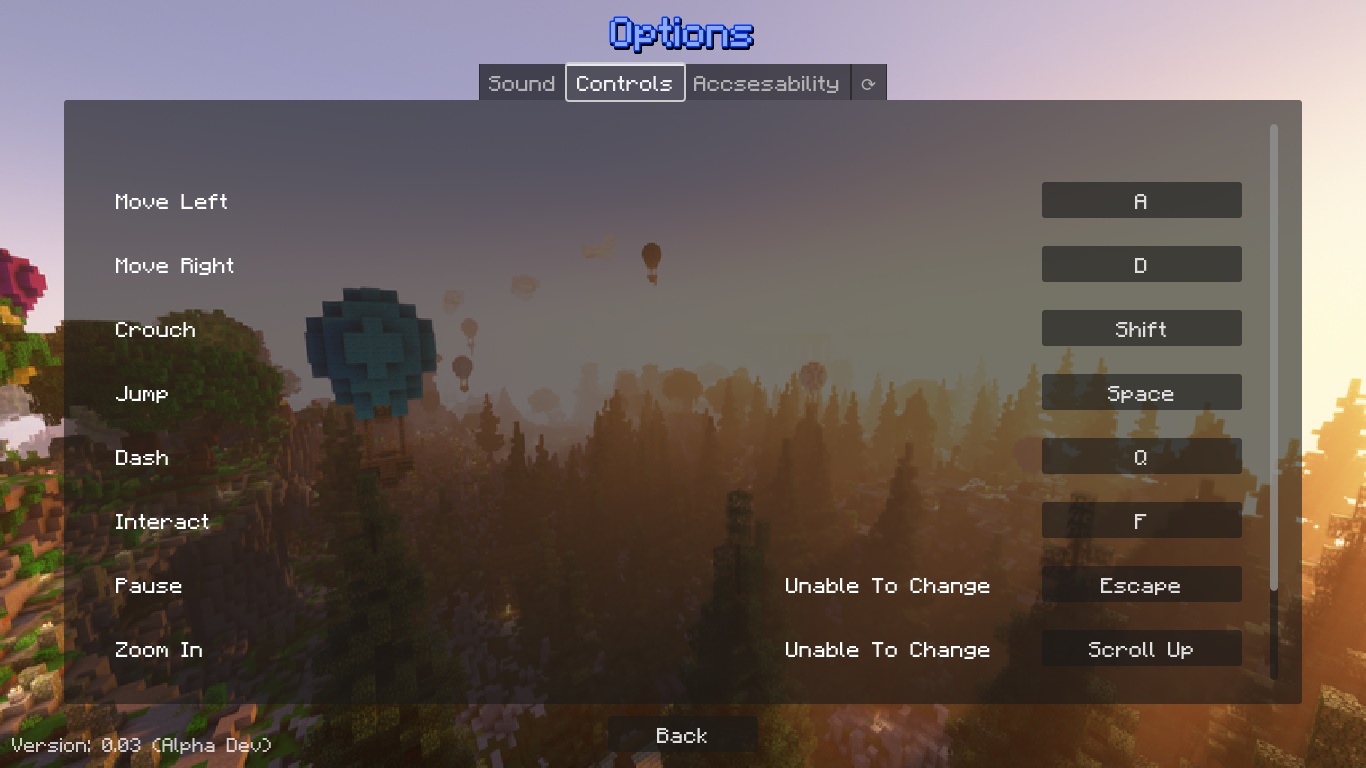 Options
Sound Controls Accsesability ⟳
Move Left A
Move Right D
Crouch Shift
Jump Space
Dash Q
Interact F
Pause Unable To Change Escape
Zoom In Unable To Change Scroll Up
Back
Version: 0.03 (Alpha Dev)